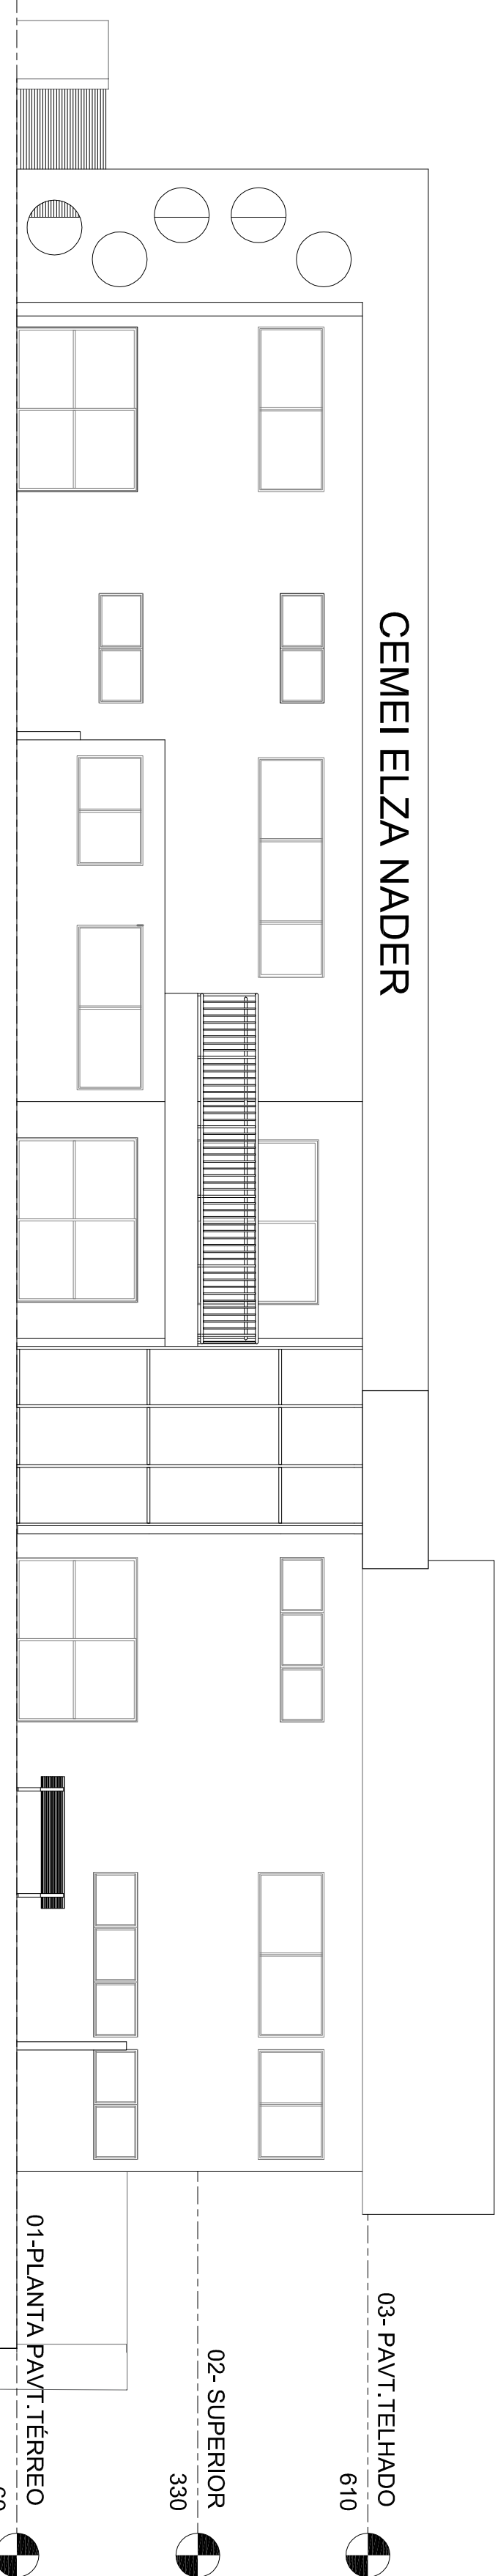 CEMEI ELZA NADER
03- PAVT.TELHADO
610
02- SUPERIOR
330
01-PLANTA PAVT.TÉRREO